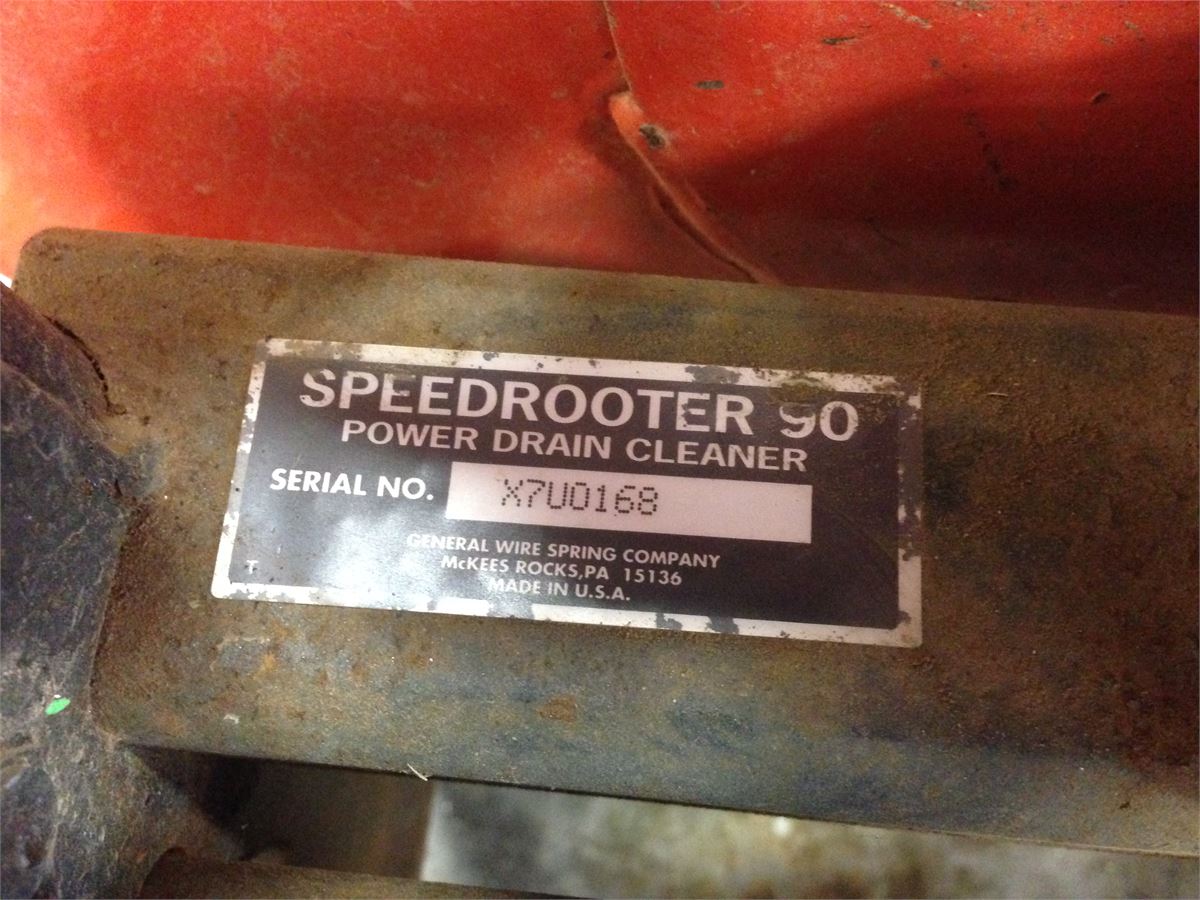 SPEEDROOTER 90
POWER DRAIN CLEANER
SERIAL NO. X7U0168
GENERAL WIRE SPRING COMPANY
McKEES ROCKS,PA 15136
MADE IN U.S.A.
T